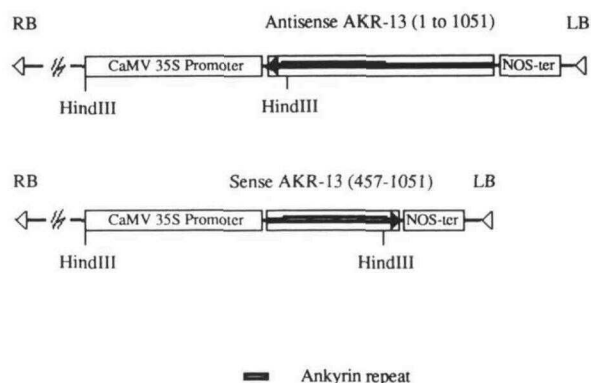 Antisense AKR-13 (1 to 1051)
RB LB
CaMV 35S Promoter NOS-ter
HindIII HindIII
Sense AKR-13 (457-1051)
RB LB
CaMV 35S Promoter NOS-ter
HindIII HindIII
Ankyrin repeat